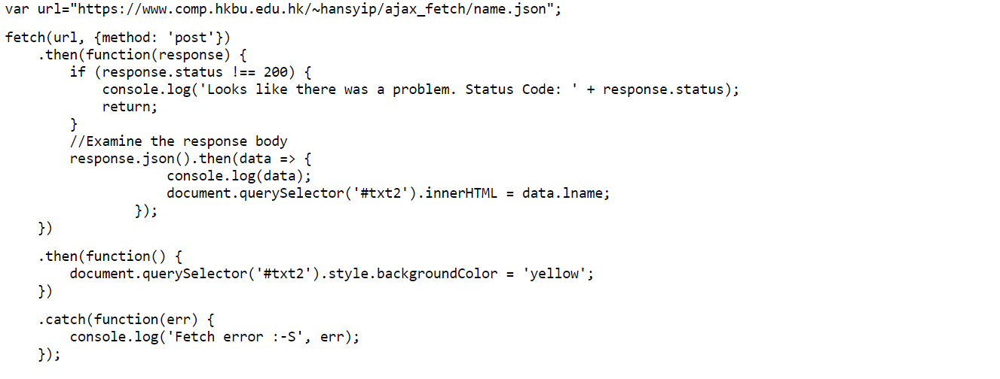 var url="https://www.comp.hkbu.edu.hk/~hansyip/ajax_fetch/name.json";
fetch(url, {method: 'post'})
    .then(function(response) {
        if (response.status !== 200) {
            console.log('Looks like there was a problem. Status Code: ' + response.status);
            return;
        }
        //Examine the response body
        response.json().then(data => {
                    console.log(data);
                    document.querySelector('#txt2').innerHTML = data.lname;
                });
    })
    .then(function() {
        document.querySelector('#txt2').style.backgroundColor = 'yellow';
    })
    .catch(function(err) {
        console.log('Fetch error :-S', err);
    });